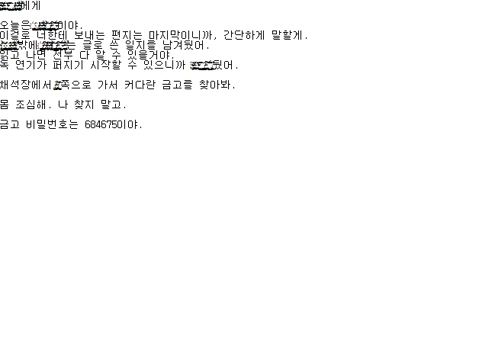 에게
오늘은 이야.
이걸로 너한테 보내는 편지는 마지막이니까, 간단하게 말할게.
밖에 는 글로 쓴 일지를 남겨뒀어.
읽고 나면 전부 다 알 수 있을거야.
독 연기가 퍼지기 시작할 수 있으니까 뒀어.
채석장에서 쪽으로 가서 커다란 금고를 찾아봐.
몸 조심해. 나 찾지 말고.
금고 비밀번호는 6846750이야.